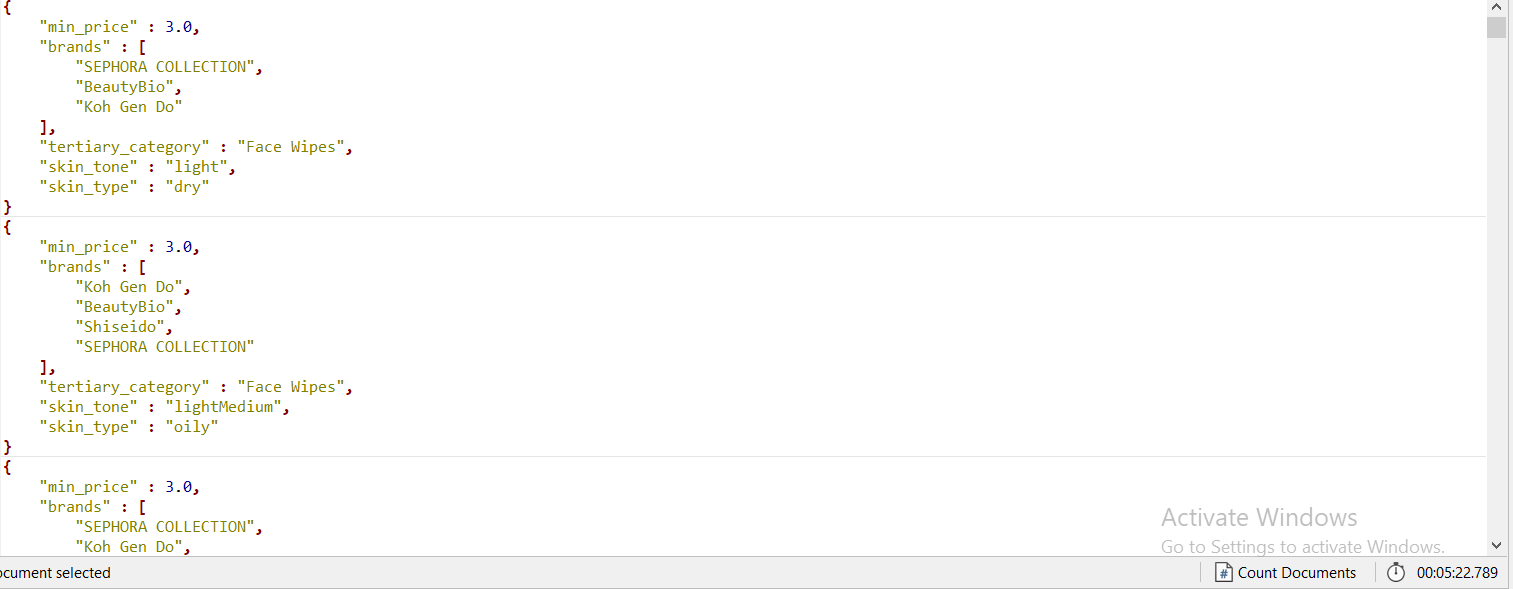 {
"min_price" : 3.0,
"brands" : [
"SEPHORA COLLECTION",
"BeautyBio",
"Koh Gen Do"
],
"tertiary_category" : "Face Wipes",
"skin_tone" : "light",
"skin_type" : "dry"
}
{
"min_price" : 3.0,
"brands" : [
"Koh Gen Do",
"BeautyBio",
"Shiseido",
"SEPHORA COLLECTION"
],
"tertiary_category" : "Face Wipes",
"skin_tone" : "lightMedium",
"skin_type" : "oily"
}
{
"min_price" : 3.0,
"brands" : [
"SEPHORA COLLECTION",
"Koh Gen Do",
Activate Windows
Go to Settings to activate Windows.
ocument selected
# Count Documents
00:05:22.789